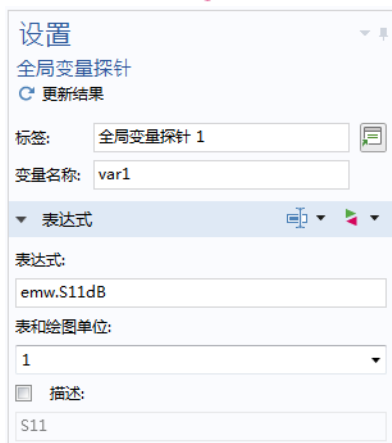 设置
全局变量探针
更新结果
标签: 全局变量探针 1
变量名称: var1
表达式
表达式:
emw.S11dB
表和绘图单位:
1
描述:
S11